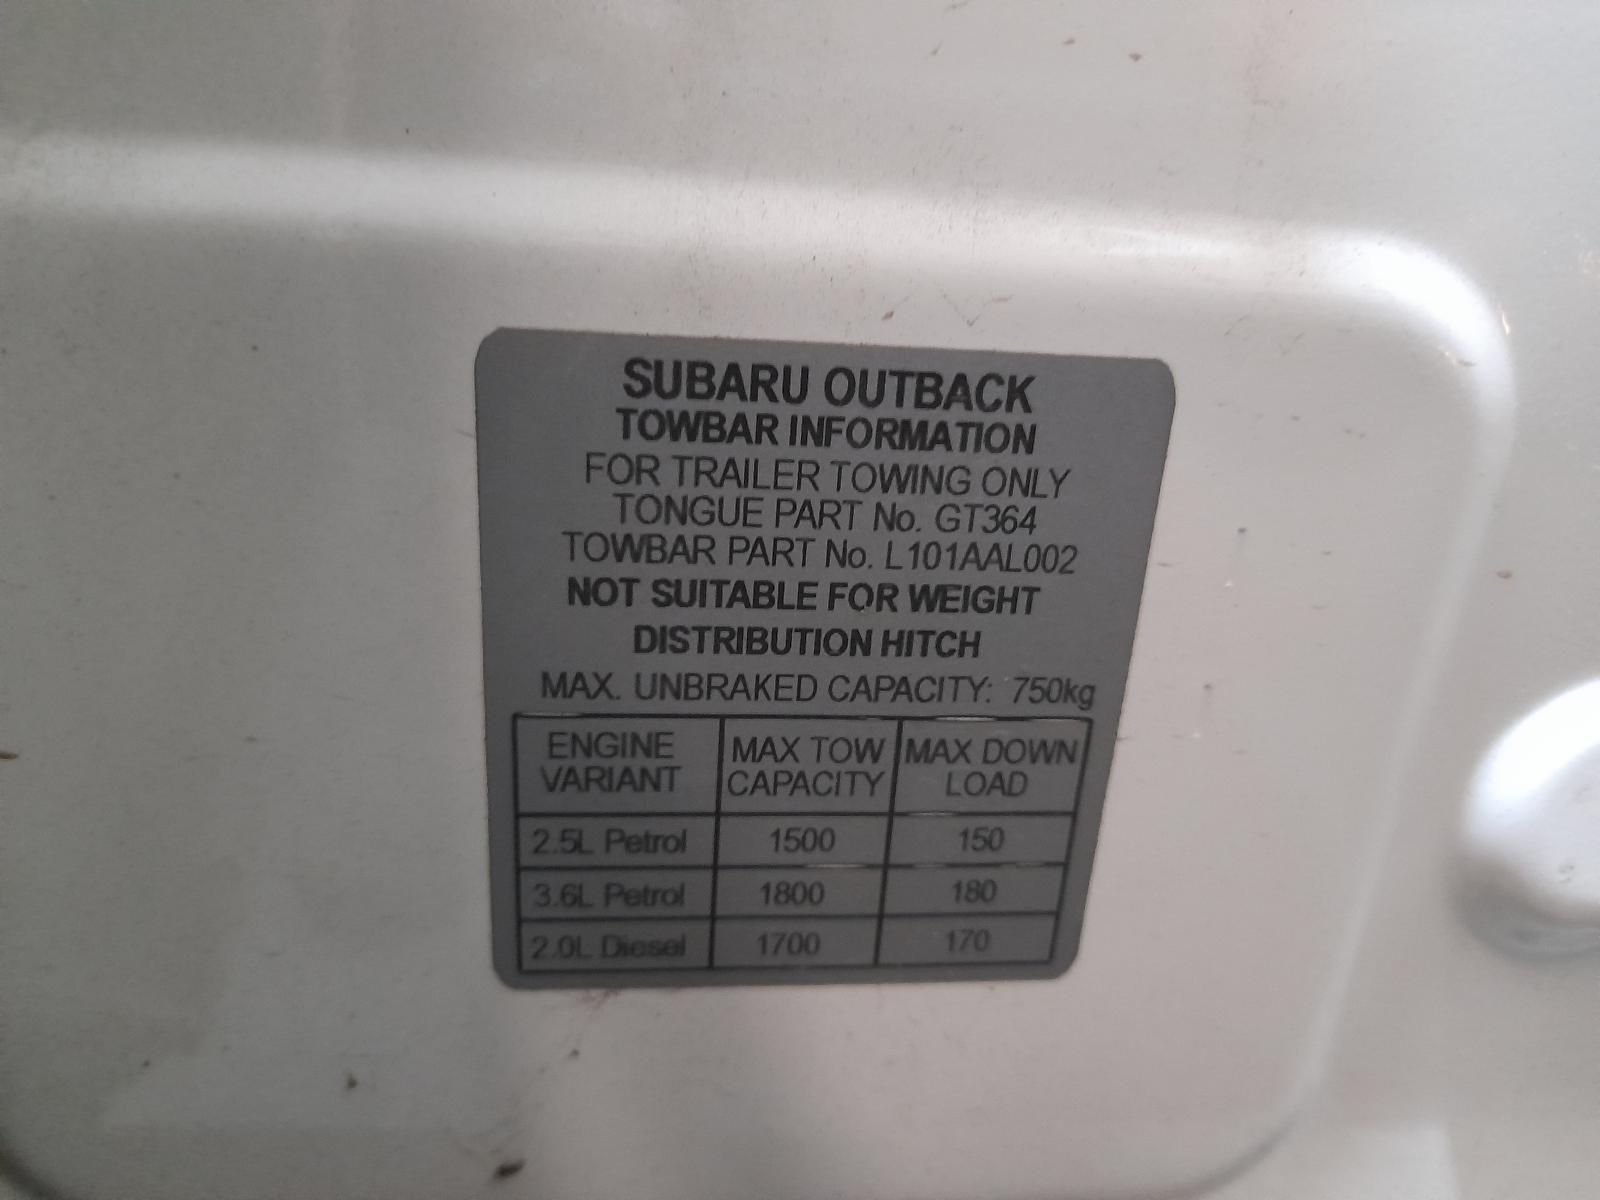 SUBARU OUTBACK
TOWBAR INFORMATION
FOR TRAILER TOWING ONLY
TONGUE PART No. GT364
TOWBAR PART No. L101AAL002
NOT SUITABLE FOR WEIGHT
DISTRIBUTION HITCH
MAX. UNBRAKED CAPACITY: 750kg
ENGINE VARIANT MAX TOW CAPACITY MAX DOWN LOAD
2.5L Petrol 1500 150
3.6L Petrol 1800 180
2.0L Diesel 1700 170